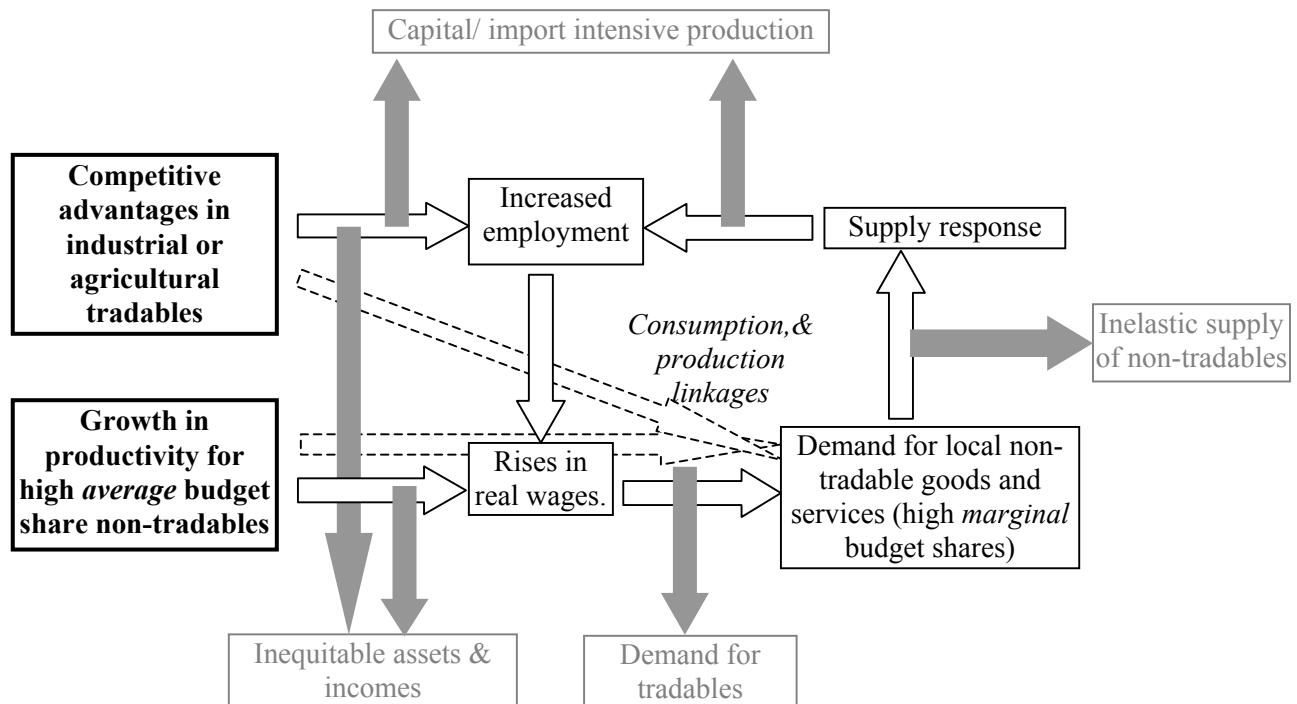 Capital/ import intensive production
Competitive
advantages in
industrial or
agricultural
tradables
Increased
employment
Supply response
Consumption,&
production
linkages
Inelastic supply
of non-tradables
Growth in
productivity for
high average budget
share non-tradables
Rises in
real wages.
Demand for local non-
tradable goods and
services (high marginal
budget shares)
Inequitable assets &
incomes
Demand for
tradables